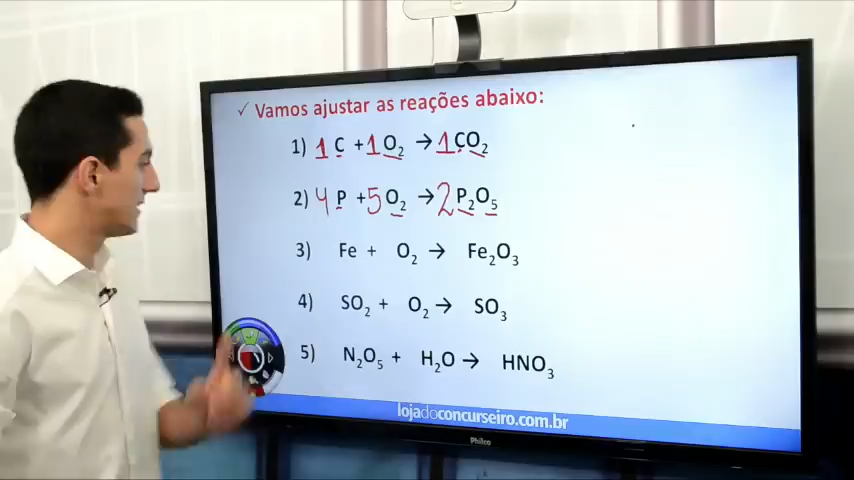 ✓ Vamos ajustar as reações abaixo:
1) 1 C + 1 O₂ → 1 CO₂
2) 4 P + 5 O₂ → 2 P₂O₅
3) Fe + O₂ → Fe₂O₃
4) SO₂ + O₂ → SO₃
5) N₂O₅ + H₂O → HNO₃
lojadoconcurseiro.com.br
Philco